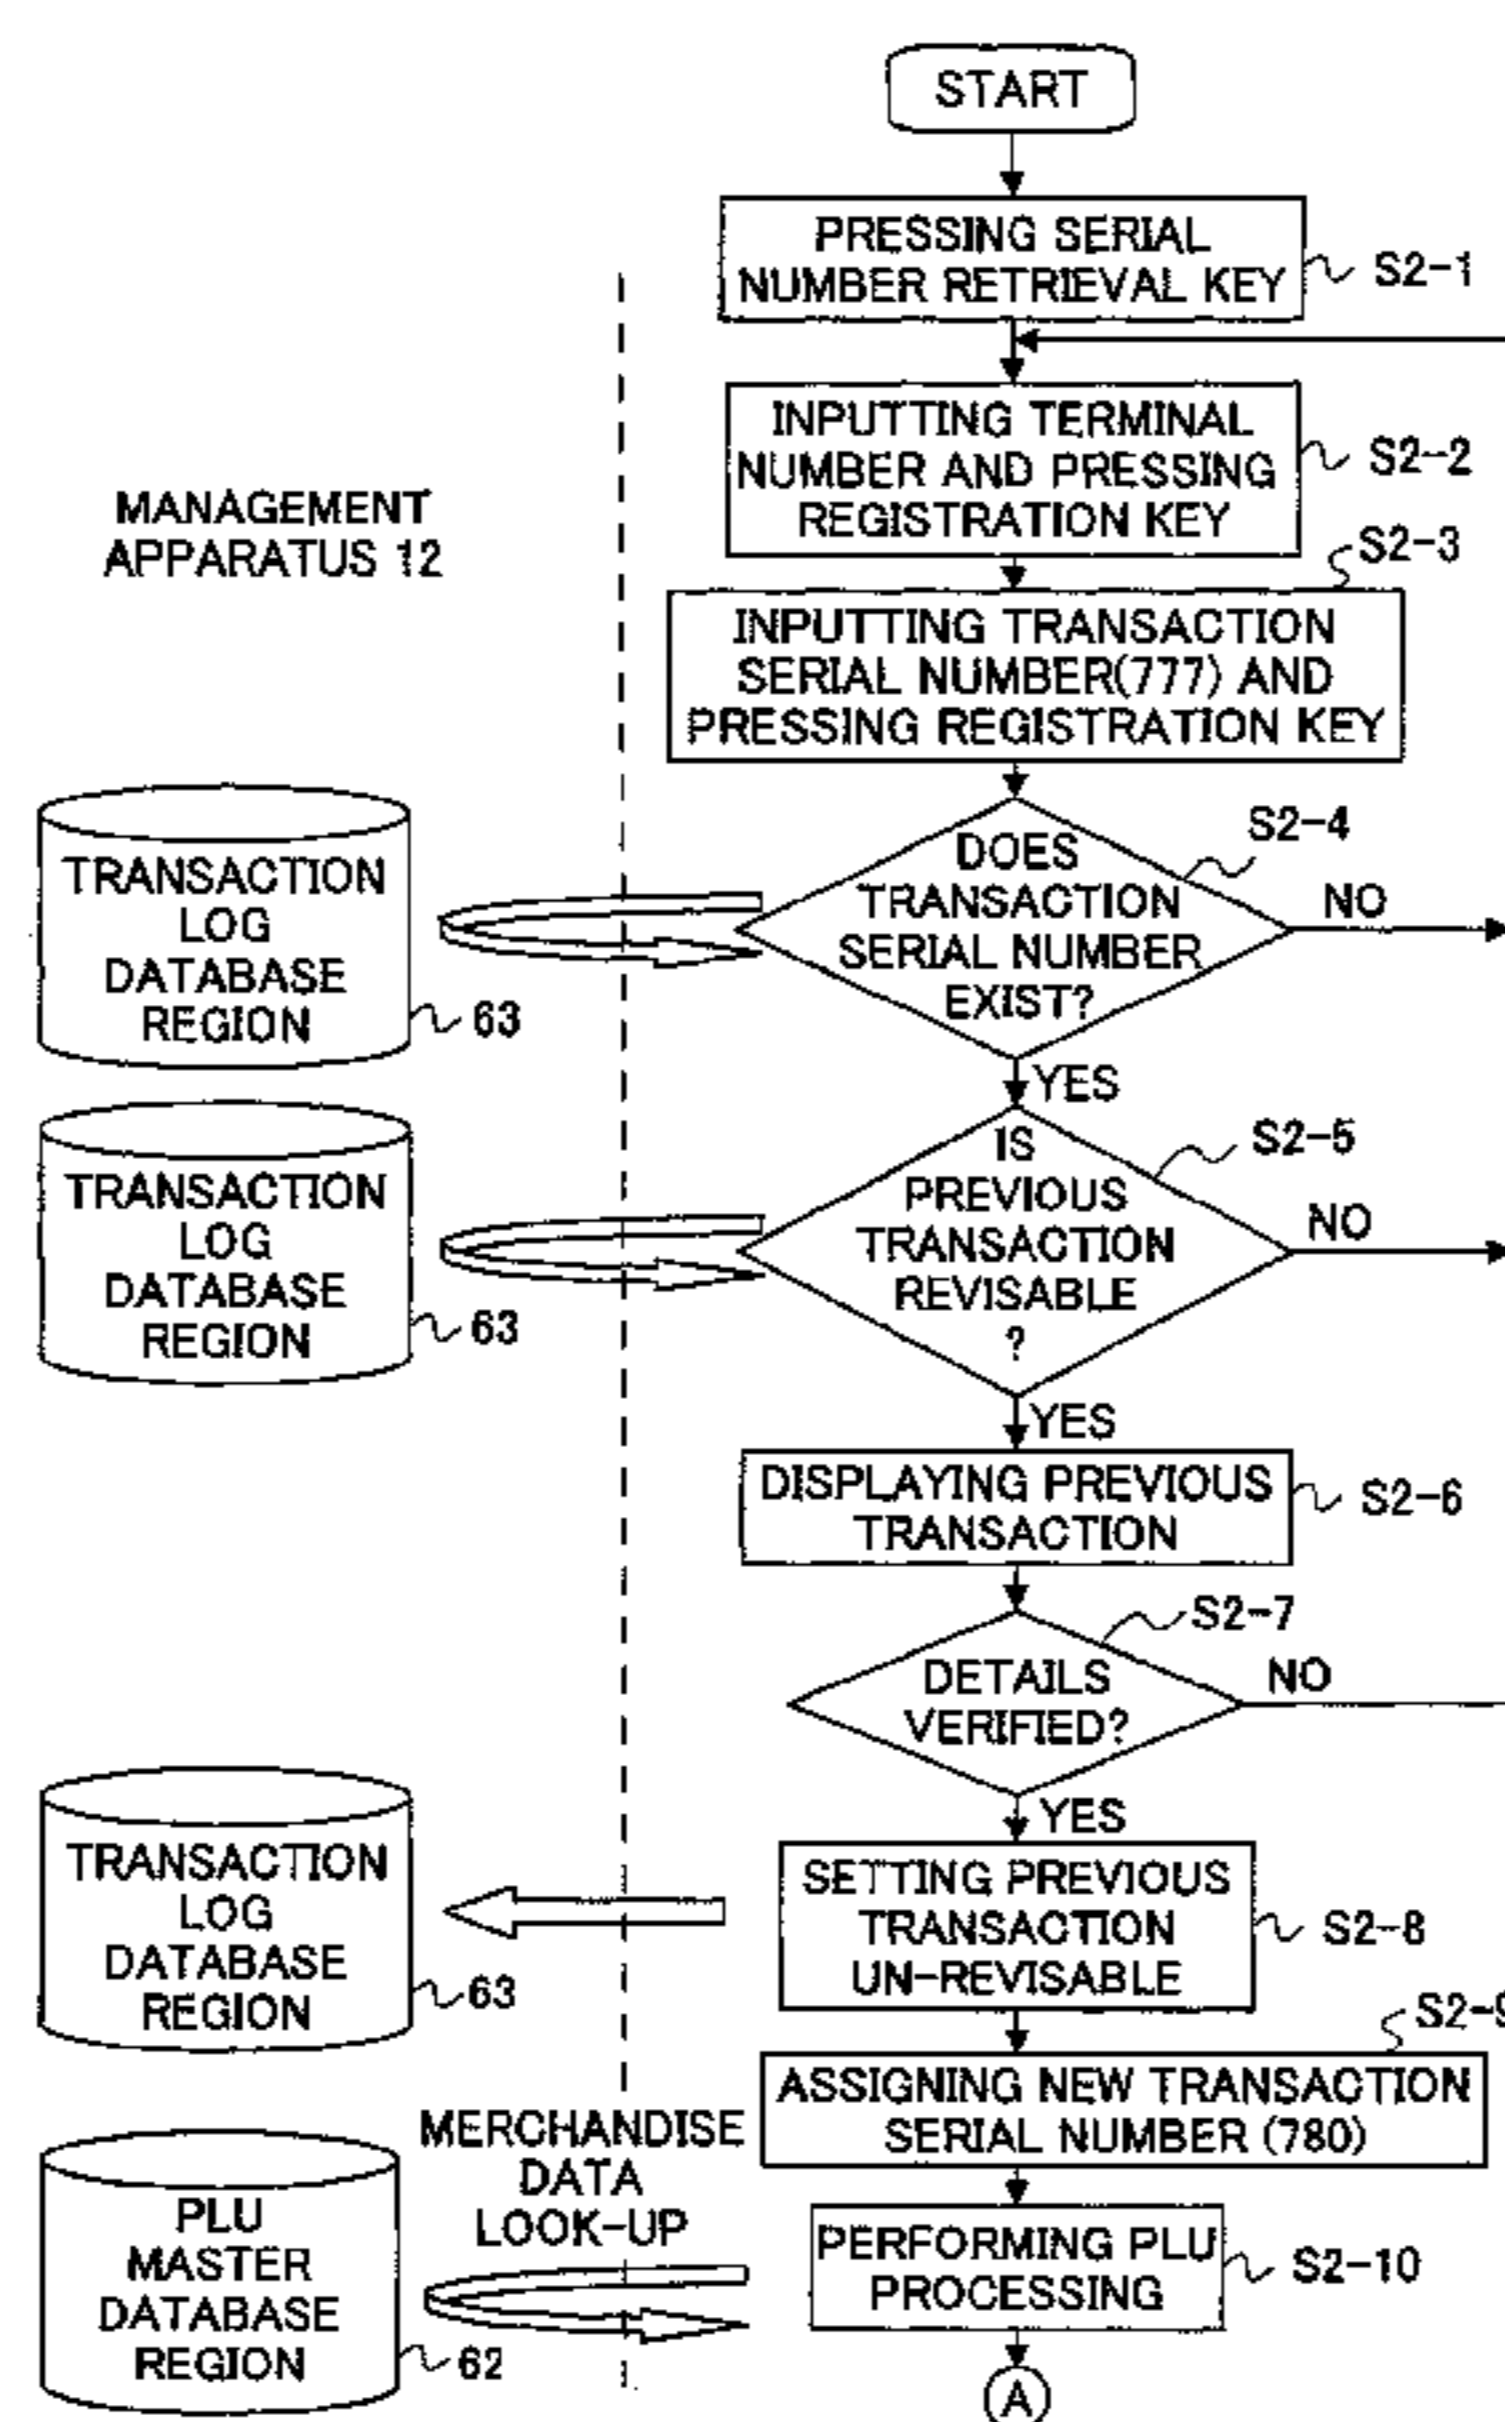 START
PRESSING SERIAL
NUMBER RETRIEVAL KEY
S2-1
INPUTTING TERMINAL
NUMBER AND PRESSING
REGISTRATION KEY
S2-2
MANAGEMENT
APPARATUS 12
S2-3
INPUTTING TRANSACTION
SERIAL NUMBER(777) AND
PRESSING REGISTRATION KEY
TRANSACTION
LOG
DATABASE
REGION
63
DOES
TRANSACTION
SERIAL NUMBER
EXIST?
S2-4
NO
YES
TRANSACTION
LOG
DATABASE
REGION
63
IS
PREVIOUS
TRANSACTION
REVISABLE
?
S2-5
NO
YES
DISPLAYING PREVIOUS
TRANSACTION
S2-6
S2-7
DETAILS
VERIFIED?
NO
YES
TRANSACTION
LOG
DATABASE
REGION
63
SETTING PREVIOUS
TRANSACTION
UN-REVISABLE
S2-8
S2-9
ASSIGNING NEW TRANSACTION
SERIAL NUMBER (780)
MERCHANDISE
DATA
LOOK-UP
PLU
MASTER
DATABASE
REGION
62
PERFORMING PLU
PROCESSING
S2-10
A